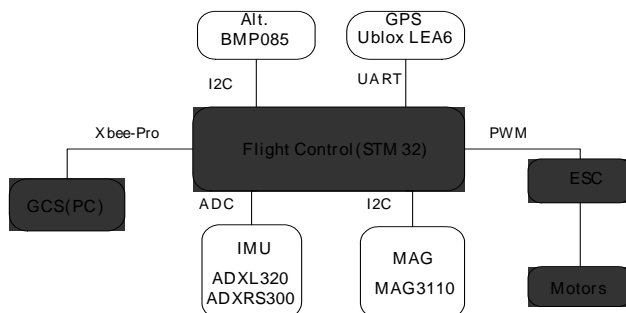 Alt.
BMP085
GPS
Ublox LEA6
I2C
UART
Xbee-Pro
Flight Control(STM 32)
PWM
GCS(PC)
ESC
ADC
I2C
IMU
ADXL320
ADXRS300
MAG
MAG3110
Motors